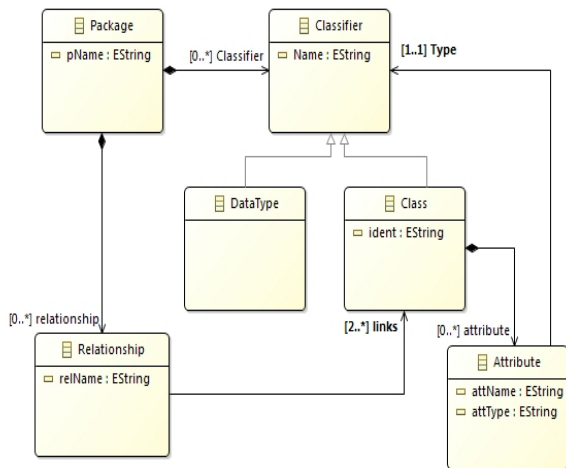 Package
pName : EString
[0..*] Classifier
Classifier
Name : EString
[1..1] Type
DataType
Class
ident : EString
[0..*] relationship
[2..*] links
[0..*] attribute
Relationship
relName : EString
Attribute
attName : EString
attType : EString